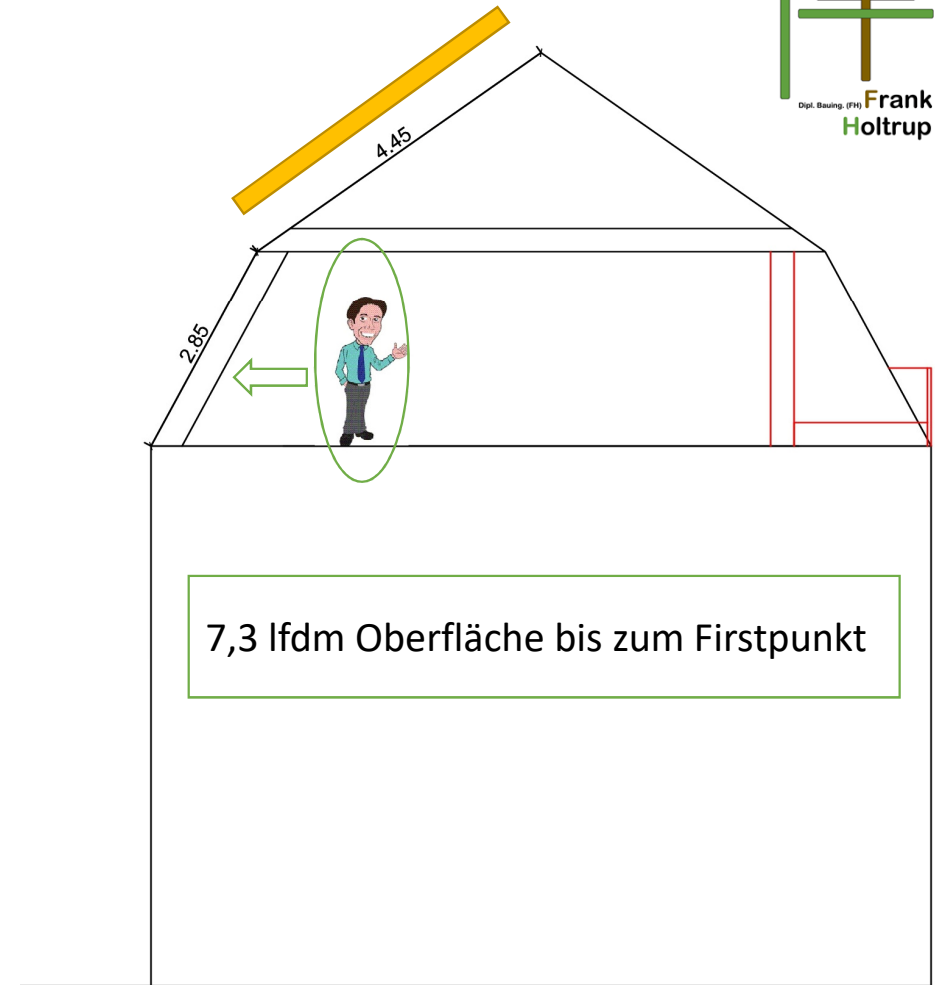 Dipl. Bauing. (FH) Frank
Holtrup
4.45
2.85
7,3 lfdm Oberfläche bis zum Firstpunkt